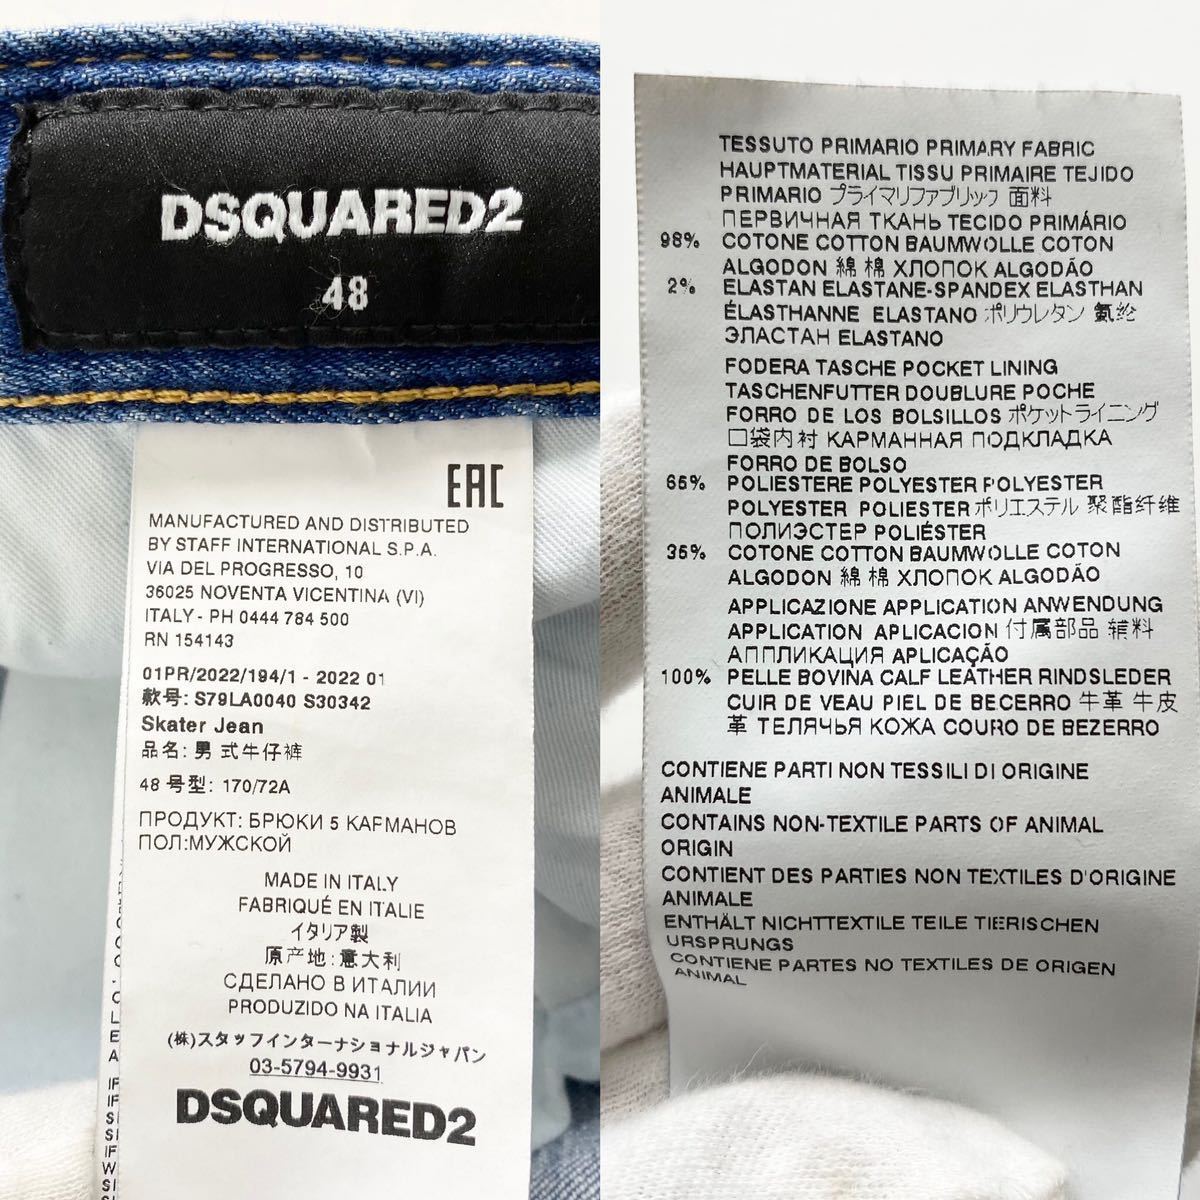 DSQUARED2
48
EAC
MANUFACTURED AND DISTRIBUTED
BY STAFF INTERNATIONAL S.P.A.
VIA DEL PROGRESSO, 10
36025 NOVENTA VICENTINA (VI)
ITALY - PH 0444 784 500
RN 154143
01PR/2022/194/1 - 2022 01
款号: S79LA0040 S30342
Skater Jean
品名: 男 式牛仔裤
48 号型: 170/72A
ПРОДУКТ: БРЮКИ 5 КАРМАНОВ
ПОЛ:МУЖСКОЙ
MADE IN ITALY
FABRIQUÉ EN ITALIE
イタリア製
原产地:意大利
СДЕЛАНО В ИТАЛИИ
PRODUZIDO NA ITALIA
(株)スタッフインターナショナルジャパン
03-5794-9931
DSQUARED2
TESSUTO PRIMARIO PRIMARY FABRIC
HAUPTMATERIAL TISSU PRIMAIRE TEJIDO
PRIMARIO プライマリファブリック 面料
ПЕРВИЧНАЯ ТКАНЬ TECIDO PRIMÁRIO
98% COTONE COTTON BAUMWOLLE COTON
ALGODON 綿 棉 ХЛОПОК ALGODÃO
2% ELASTAN ELASTANE-SPANDEX ELASTHAN
ÉLASTHANNE ELASTANO ポリウレタン 氨纶
ЭЛАСТАН ELASTANO
FODERA TASCHE POCKET LINING
TASCHENFUTTER DOUBLURE POCHE
FORRO DE LOS BOLSILLOS ポケットライニング
口袋内衬 КАРМАННАЯ ПОДКЛАДКА
FORRO DE BOLSO
65% POLIESTERE POLYESTER POLYESTER
POLYESTER POLIESTER ポリエステル 聚酯纤维
ПОЛИЭСТЕР POLIÉSTER
35% COTONE COTTON BAUMWOLLE COTON
ALGODON 綿 棉 ХЛОПОК ALGODÃO
APPLICAZIONE APPLICATION ANWENDUNG
APPLICATION APLICACION 付属部品 辅料
АППЛИКАЦИЯ APLICAÇÃO
100% PELLE BOVINA CALF LEATHER RINDSLEDER
CUIR DE VEAU PIEL DE BECERRO 牛革 牛皮
革 ТЕЛЯЧЬЯ КОЖА COURO DE BEZERRO
CONTIENE PARTI NON TESSILI DI ORIGINE
ANIMALE
CONTAINS NON-TEXTILE PARTS OF ANIMAL
ORIGIN
CONTIENT DES PARTIES NON TEXTILES D'ORIGINE
ANIMALE
ENTHÄLT NICHTTEXTILE TEILE TIERISCHEN
URSPRUNGS
CONTIENE PARTES NO TEXTILES DE ORIGEN
ANIMAL